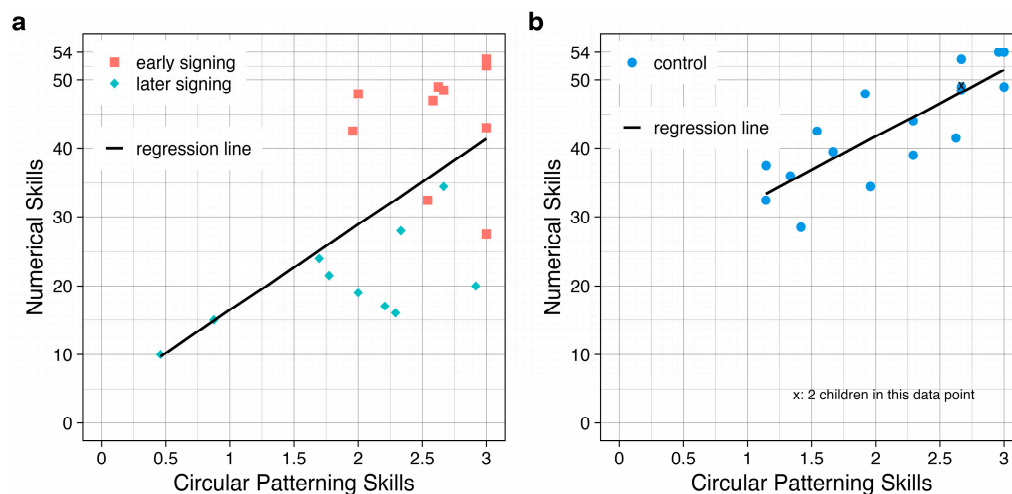 a
early signing
later signing
regression line
Numerical Skills
54
50
40
30
20
10
0
0 0.5 1 1.5 2 2.5 3
Circular Patterning Skills
b
control
regression line
x
x: 2 children in this data point
Numerical Skills
54
50
40
30
20
10
0
0 0.5 1 1.5 2 2.5 3
Circular Patterning Skills